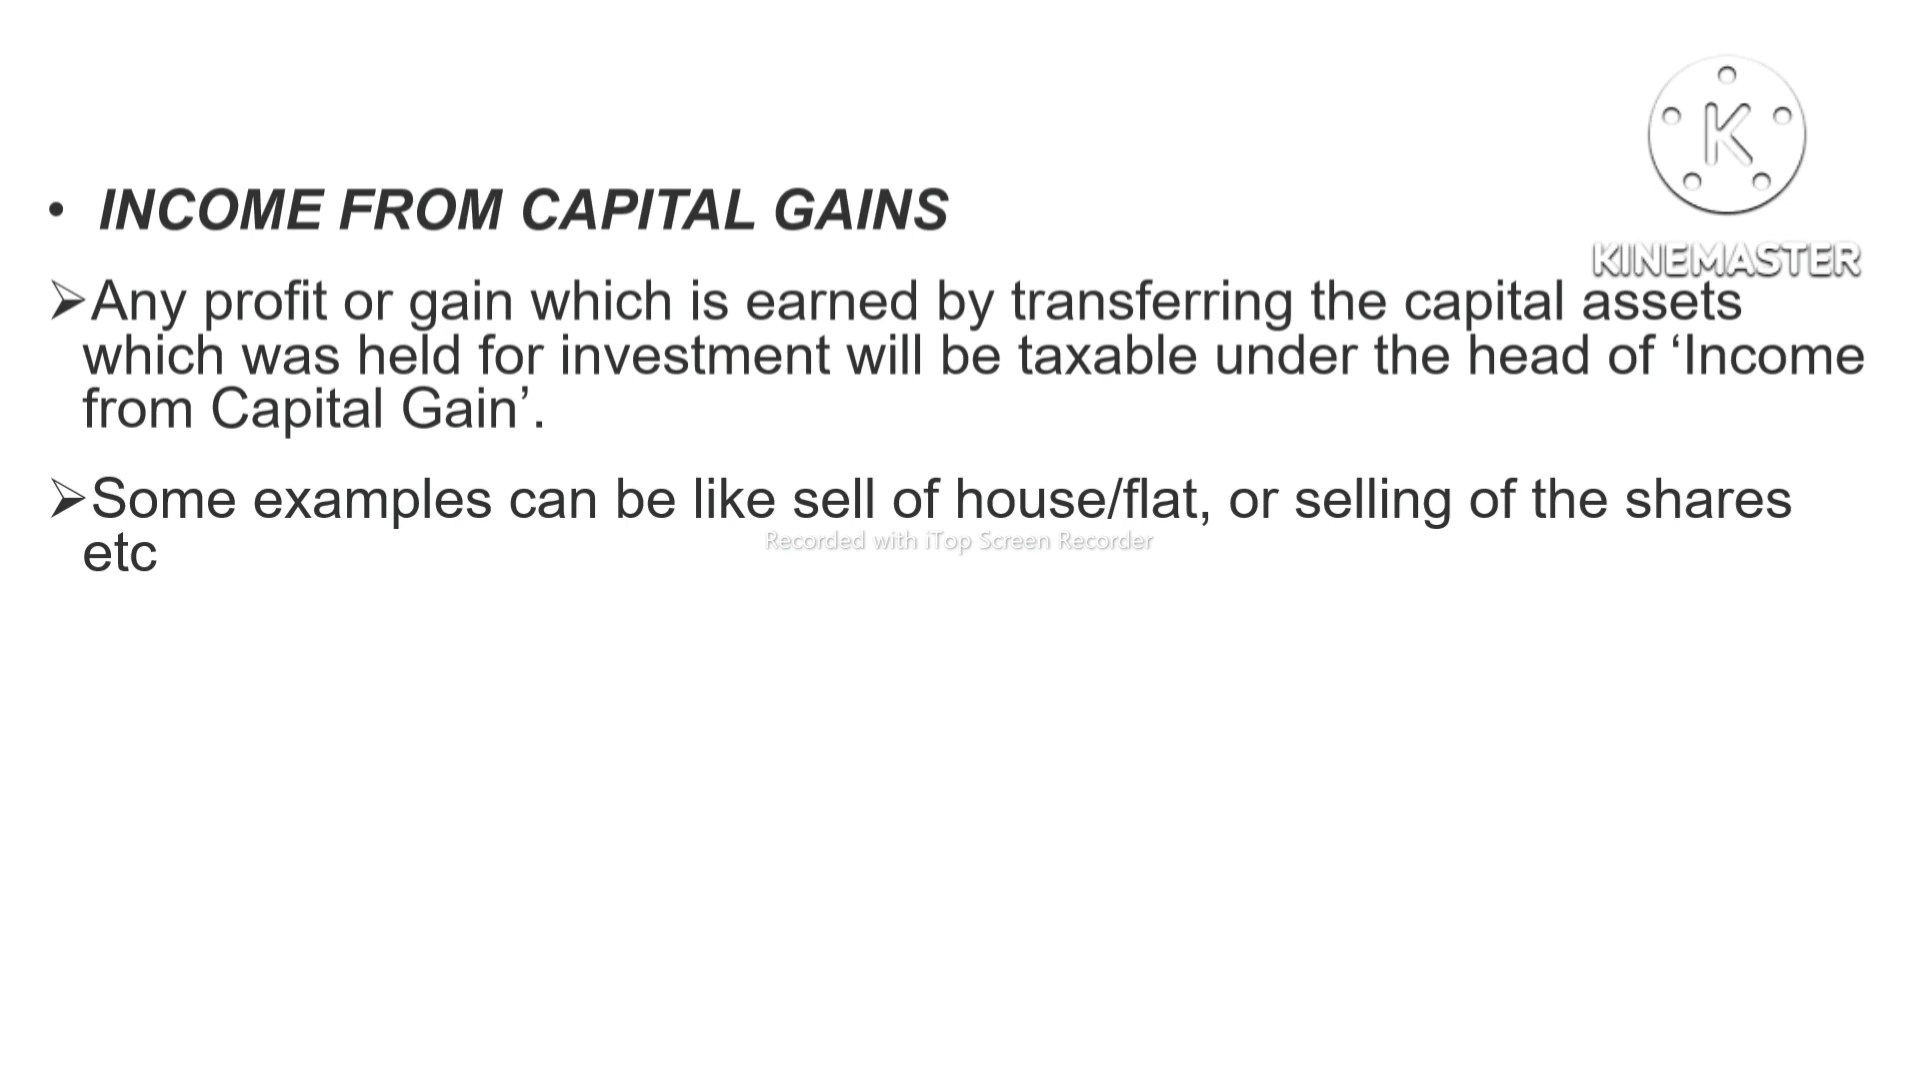 • INCOME FROM CAPITAL GAINS
K
KINEMASTER
➢Any profit or gain which is earned by transferring the capital assets
which was held for investment will be taxable under the head of ‘Income
from Capital Gain’.
➢Some examples can be like sell of house/flat, or selling of the shares
etc
Recorded with iTop Screen Recorder